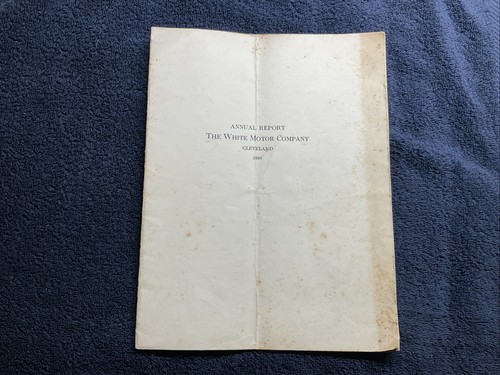 ANNUAL REPORT
THE WHITE MOTOR COMPANY
CLEVELAND